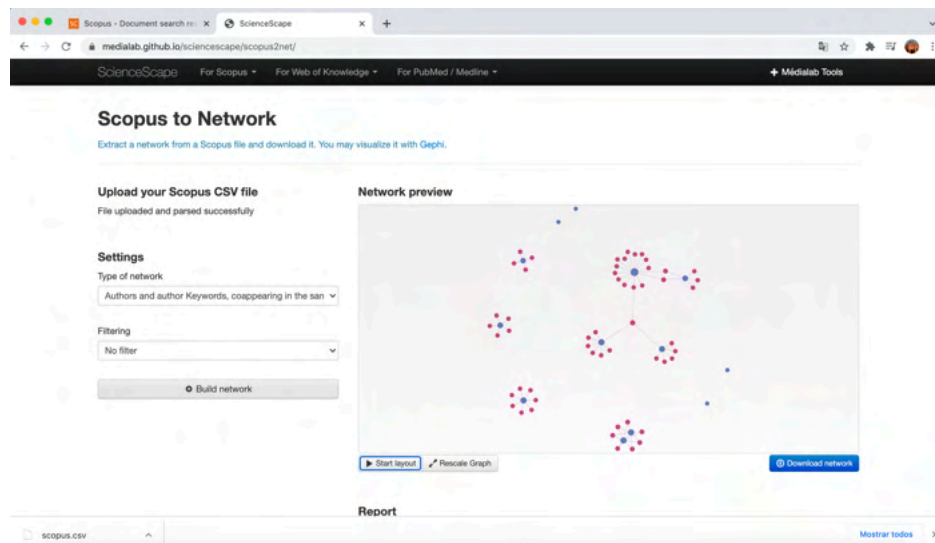 Scopus - Document search re
ScienceScape
medialab.github.io/sciencescape/scopus2net/
ScienceScape For Scopus For Web of Knowledge For PubMed / Medline + Médialab Tools
Scopus to Network
Extract a network from a Scopus file and download it. You may visualize it with Gephi.
Upload your Scopus CSV file
File uploaded and parsed successfully
Settings
Type of network
Authors and author Keywords, coappearing in the san
Filtering
No filter
Build network
Network preview
Start layout Rescale Graph Download network
Report
scopus.csv Mostrar todos